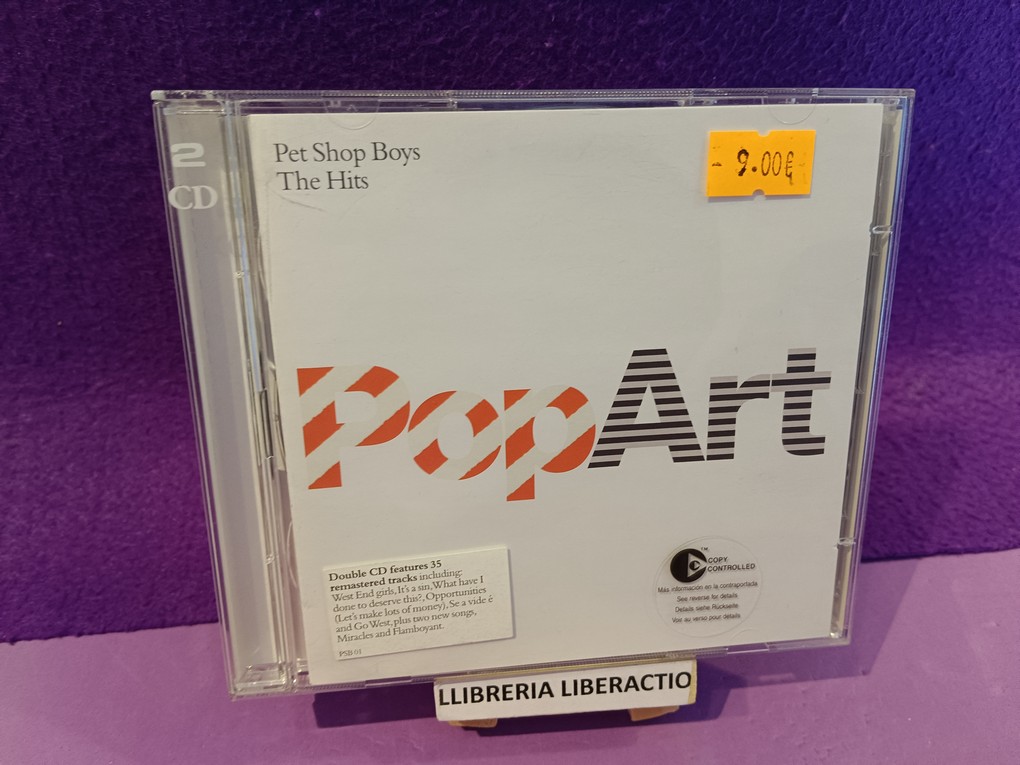 2
CD
Pet Shop Boys
The Hits
9.00€
PopArt
Double CD features 35
remastered tracks including:
West End girls, It's a sin, What have I
done to deserve this?, Opportunities
(Let's make lots of money), Se a vide é
and Go West, plus two new songs,
Miracles and Flamboyant.
PSB 01
™
COPY
CONTROLLED
Más información en la contraportada
See reverse for details
Details siehe Rückseite
Voir au verso pour détails
LLIBRERIA LIBERACTIO